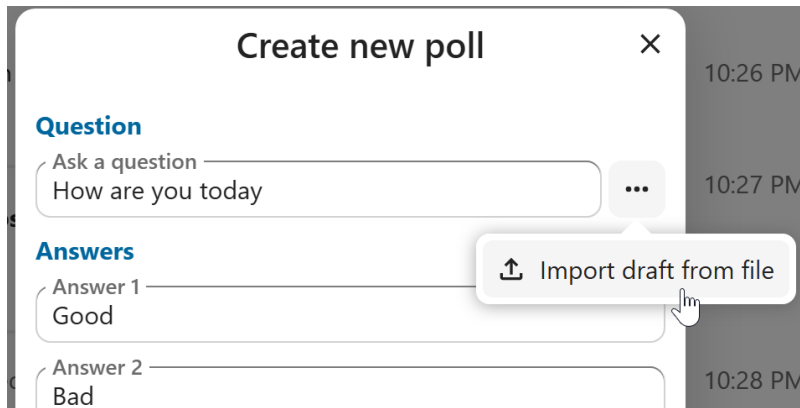 Create new poll
10:26 PM
Question
Ask a question
How are you today
•••
10:27 PM
Answers
Import draft from file
Answer 1
Good
Answer 2
10:28 PM
Bad